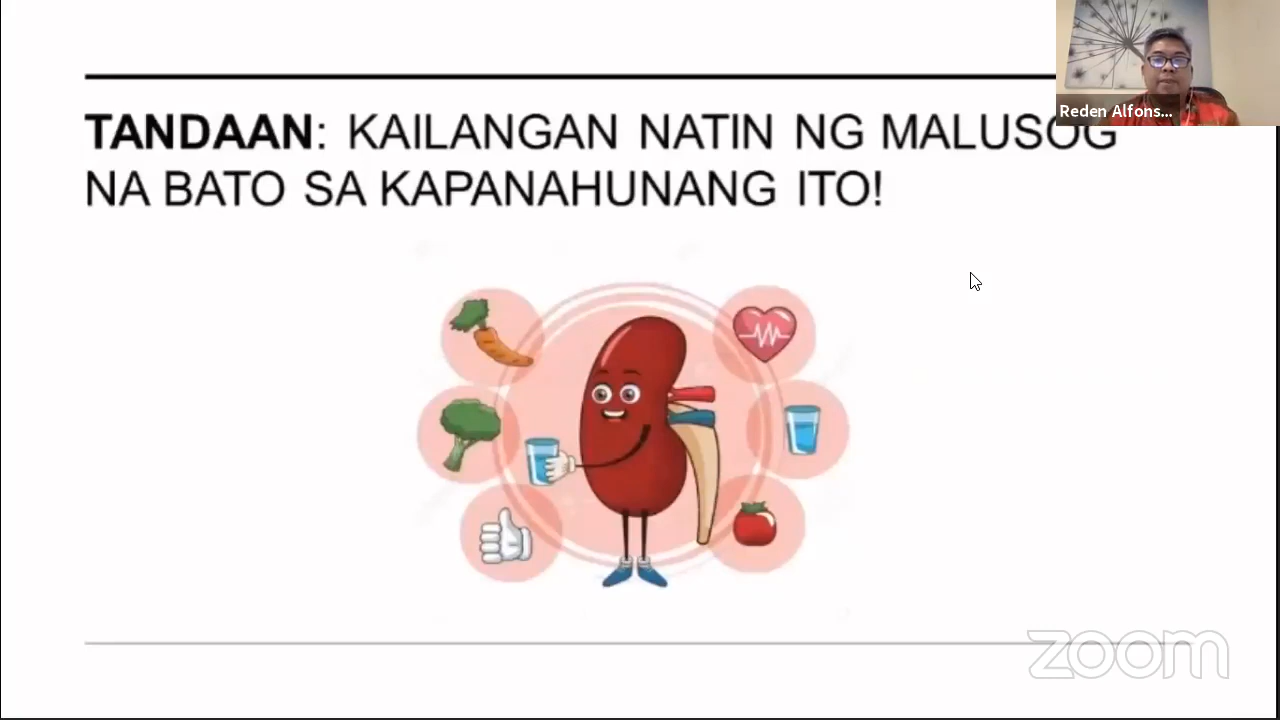 TANDAAN: KAILANGAN NATIN NG MALUSOG
NA BATO SA KAPANAHUNANG ITO!
Reden Alfons...
zoom